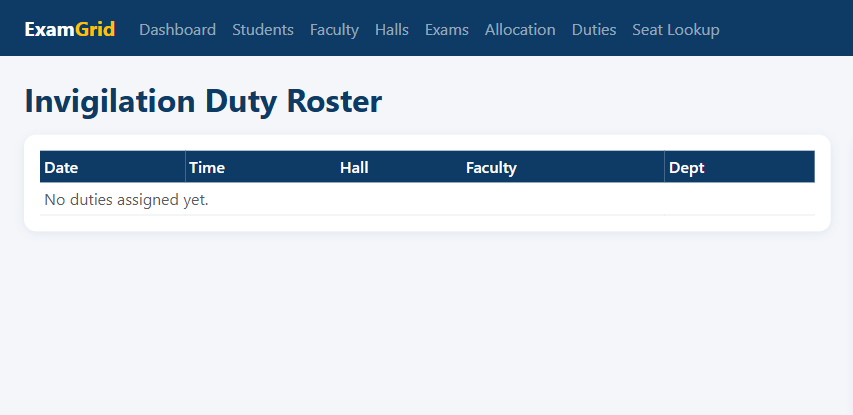 ExamGrid Dashboard Students Faculty Halls Exams Allocation Duties Seat Lookup
Invigilation Duty Roster
Date Time Hall Faculty Dept
No duties assigned yet.